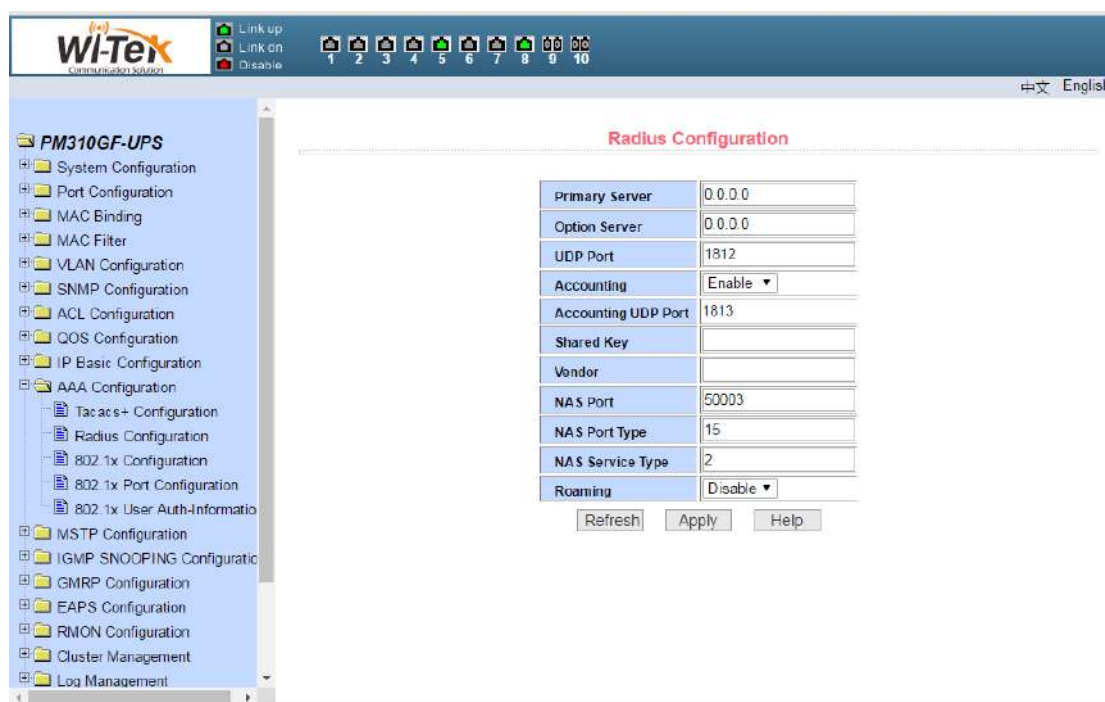 Wi-Tek
Communication Solution
Link up
Link on
Disable
1 2 3 4 5 6 7 8 9 10
中文 English
PM310GF-UPS
System Configuration
Port Configuration
MAC Binding
MAC Filter
VLAN Configuration
SNMP Configuration
ACL Configuration
QOS Configuration
IP Basic Configuration
AAA Configuration
Tacacs+ Configuration
Radius Configuration
802.1x Configuration
802.1x Port Configuration
802.1x User Auth-Informatio
MSTP Configuration
IGMP SNOOPING Configuratic
GMRP Configuration
EAPS Configuration
RMON Configuration
Cluster Management
Log Management
Radius Configuration
Primary Server 0.0.0.0
Option Server 0.0.0.0
UDP Port 1812
Accounting Enable
Accounting UDP Port 1813
Shared Key
Vendor
NAS Port 50003
NAS Port Type 15
NAS Service Type 2
Roaming Disable
Refresh Apply Help